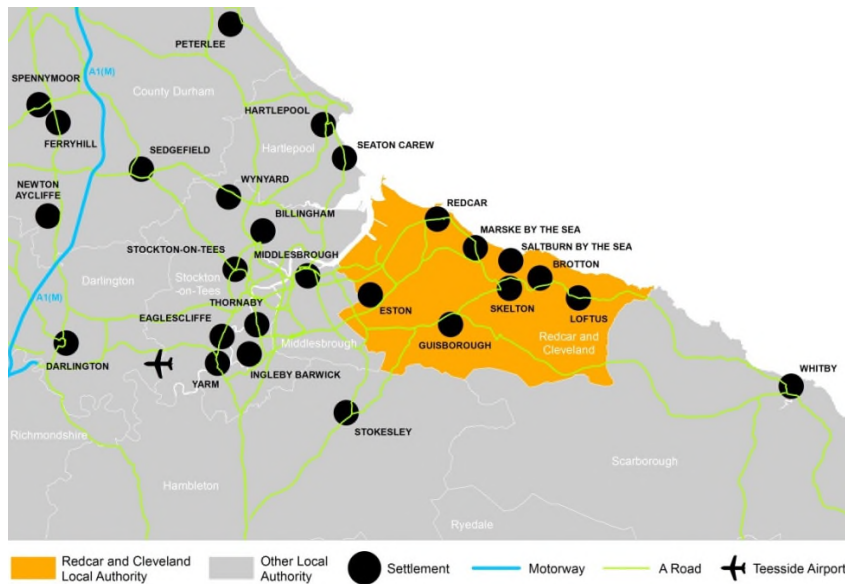 PETERLEE
SPENNYMOOR
A1(M)
County Durham
HARTLEPOOL
FERRYHILL
Hartlepool
SEDGEFIELD
SEATON CAREW
WYNYARD
NEWTON
AYCLIFFE
REDCAR
BILLINGHAM
MARSKE BY THE SEA
STOCKTON-ON-TEES
MIDDLESBROUGH
SALTBURN BY THE SEA
BROTTON
Darlington
Stockton
-on-Tees
A1(M)
THORNABY
ESTON
SKELTON
LOFTUS
EAGLESCLIFFE
Middlesbrough
GUISBOROUGH
Redcar and
Cleveland
DARLINGTON
YARM
INGLEBY BARWICK
WHITBY
STOKESLEY
Richmondshire
Scarborough
Hambleton
Ryedale
Redcar and Cleveland
Local Authority
Other Local
Authority
Settlement
Motorway
A Road
Teesside Airport